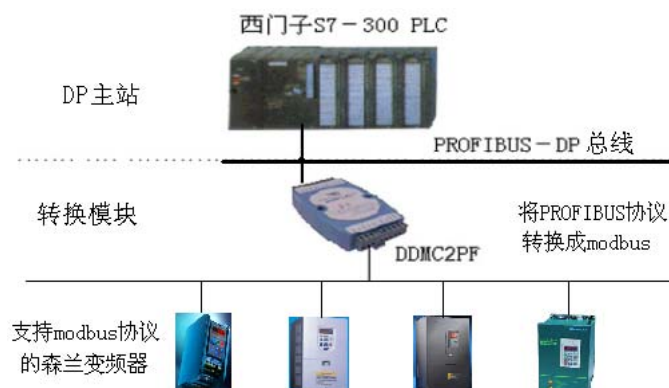 西门子S7-300 PLC
DP主站
PROFIBUS-DP 总线
转换模块
将PROFIBUS协议
转换成modbus
DDMC2PF
支持modbus协议
的森兰变频器